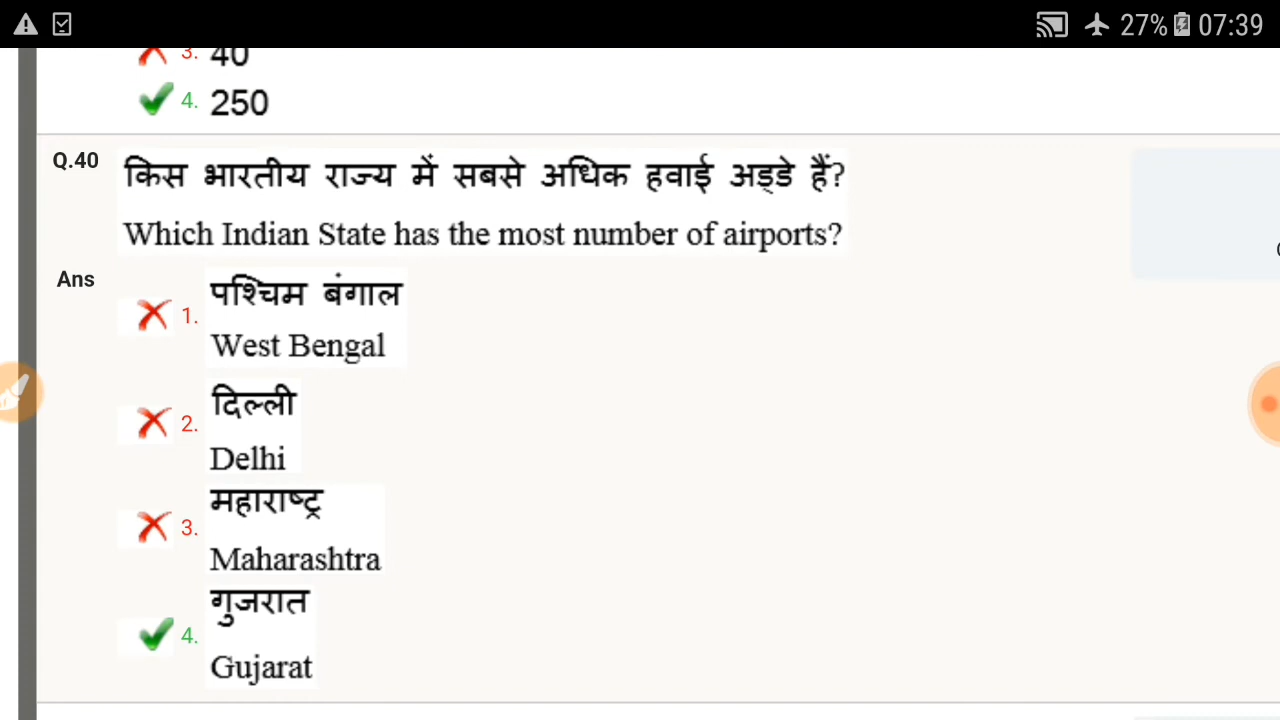 27% 07:39
3. 40
4. 250
Q.40 किस भारतीय राज्य में सबसे अधिक हवाई अड्डे हैं?
Which Indian State has the most number of airports?
Ans
1. पश्चिम बंगाल
West Bengal
2. दिल्ली
Delhi
3. महाराष्ट्र
Maharashtra
4. गुजरात
Gujarat